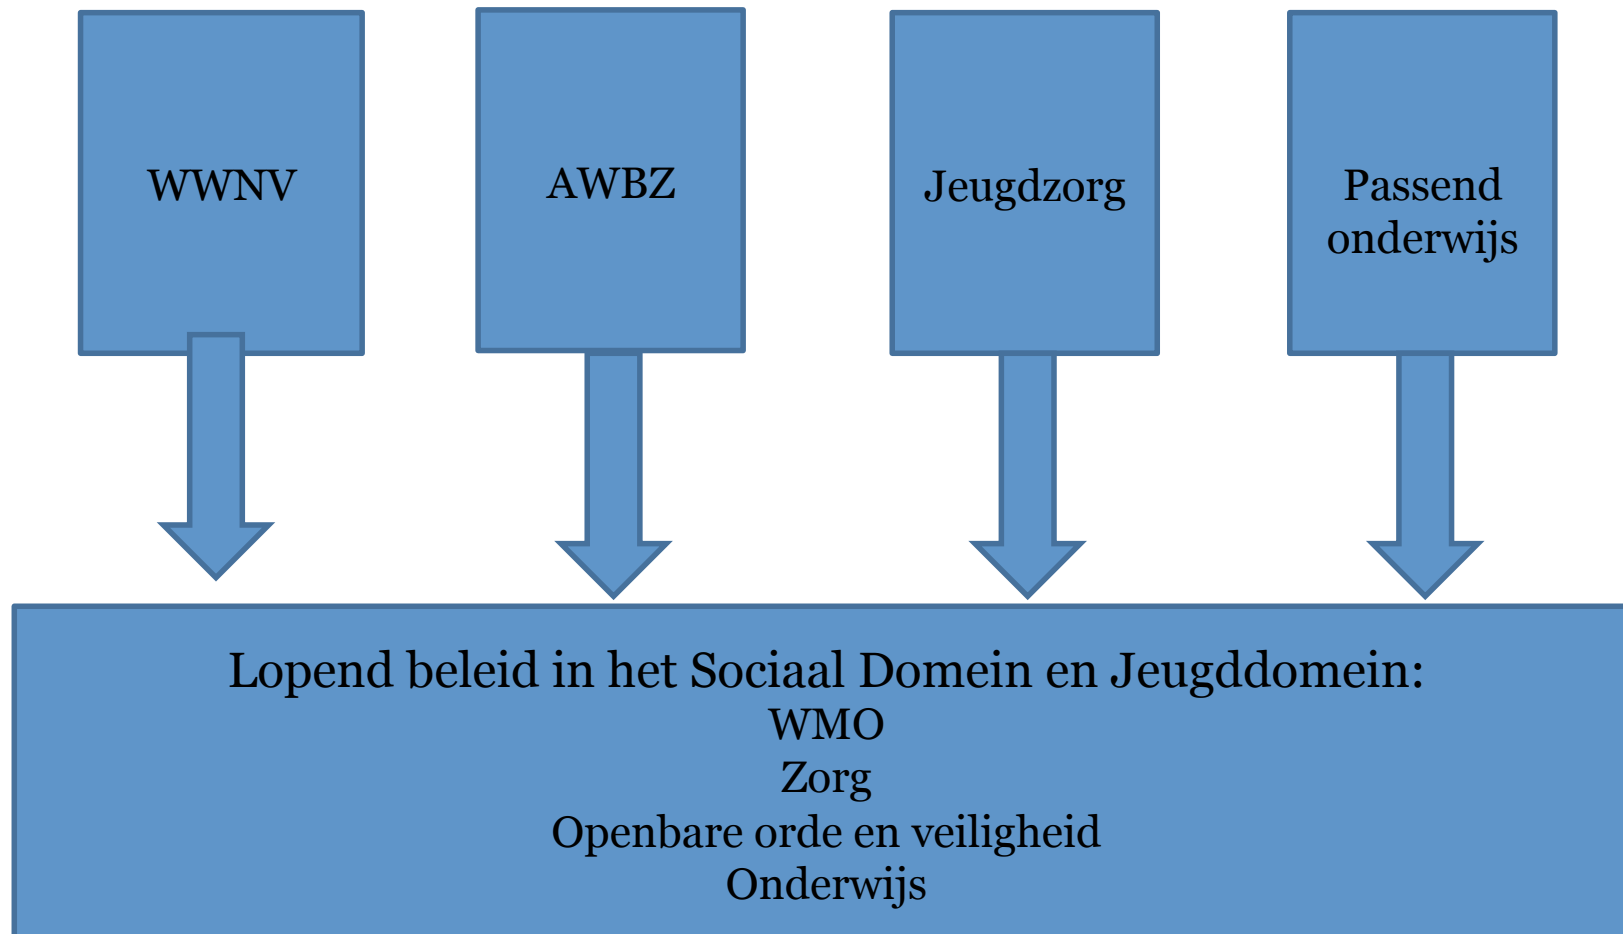 WWNV
AWBZ
Jeugdzorg
Passend
onderwijs
Lopend beleid in het Sociaal Domein en Jeugddomein:
WMO
Zorg
Openbare orde en veiligheid
Onderwijs